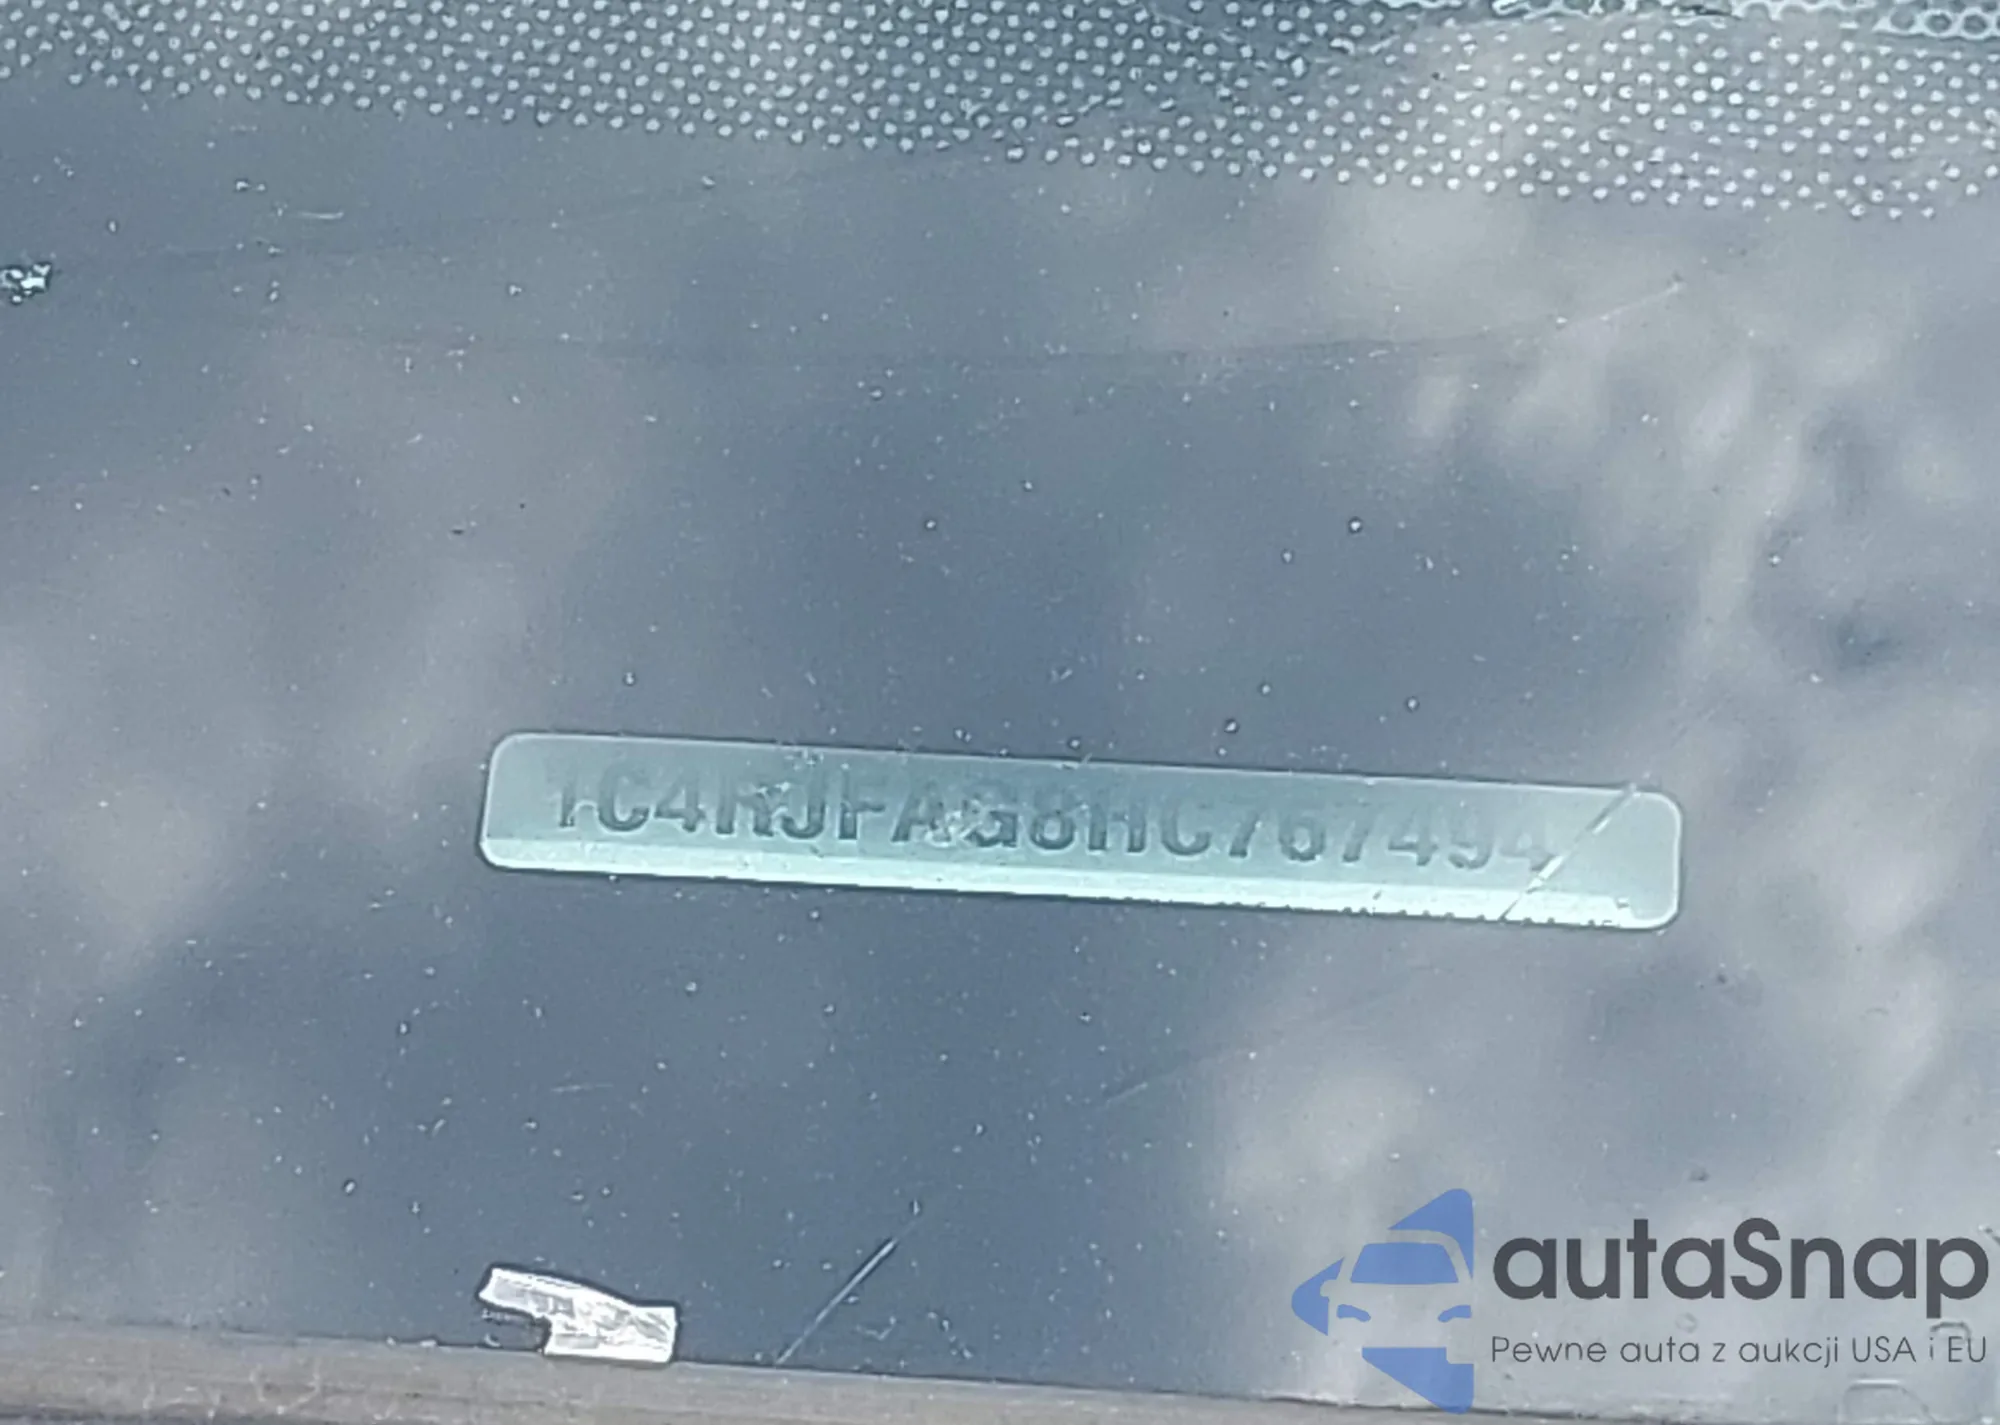 1C4RJFAG8HC767494
autaSnap
Pewne auta z aukcji USA i EU